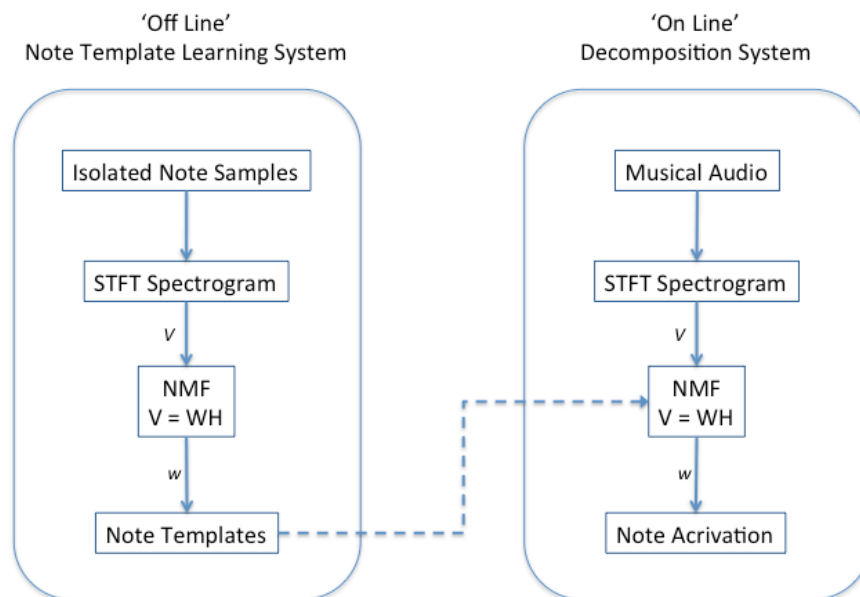 ‘Off Line’
Note Template Learning System
Isolated Note Samples
STFT Spectrogram
V
NMF
V = WH
w
Note Templates
‘On Line’
Decomposition System
Musical Audio
STFT Spectrogram
V
NMF
V = WH
w
Note Acrivation